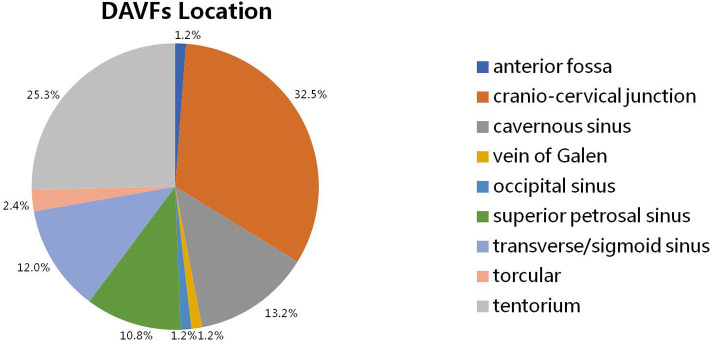 DAVFs Location
1.2%
32.5%
13.2%
1.2%
1.2%
10.8%
12.0%
2.4%
25.3%
anterior fossa
cranio-cervical junction
cavernous sinus
vein of Galen
occipital sinus
superior petrosal sinus
transverse/sigmoid sinus
torcular
tentorium